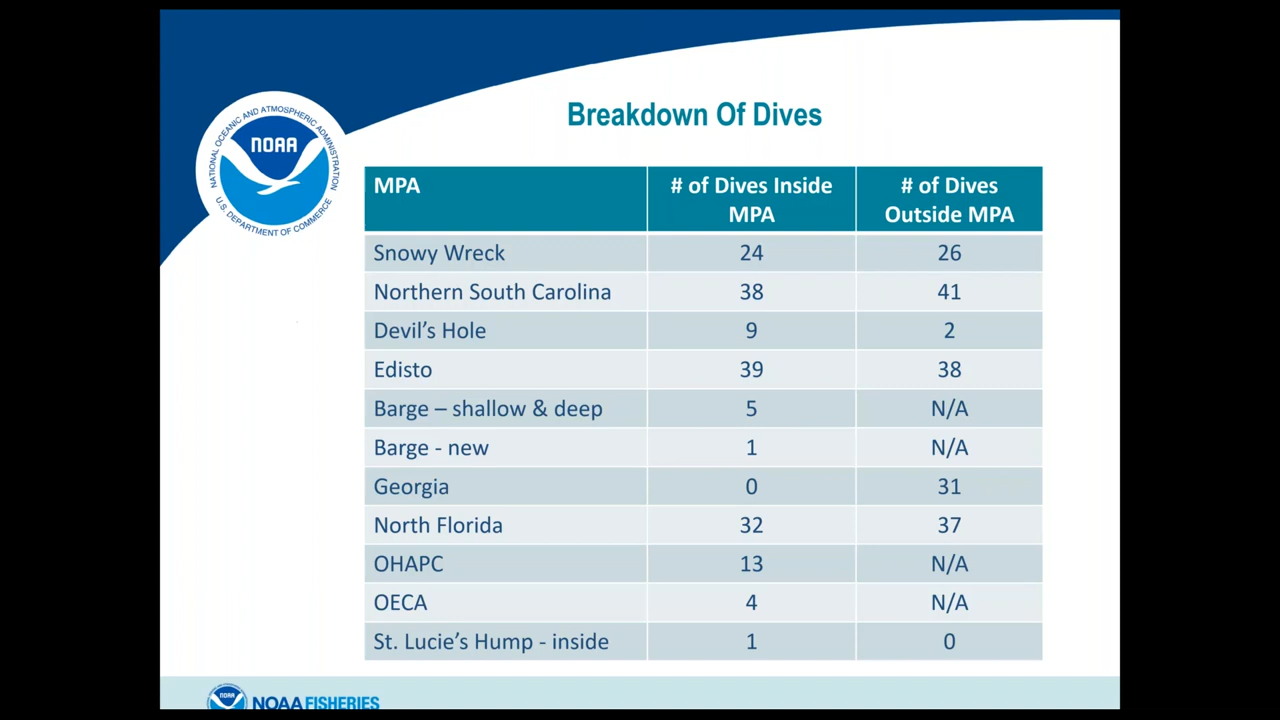 Breakdown Of Dives
NATIONAL OCEANIC AND ATMOSPHERIC ADMINISTRATION
NOAA
U.S. DEPARTMENT OF COMMERCE
MPA # of Dives Inside MPA # of Dives Outside MPA
Snowy Wreck 24 26
Northern South Carolina 38 41
Devil’s Hole 9 2
Edisto 39 38
Barge – shallow & deep 5 N/A
Barge - new 1 N/A
Georgia 0 31
North Florida 32 37
OHAPC 13 N/A
OECA 4 N/A
St. Lucie’s Hump - inside 1 0
NOAA
NOAA FISHERIES